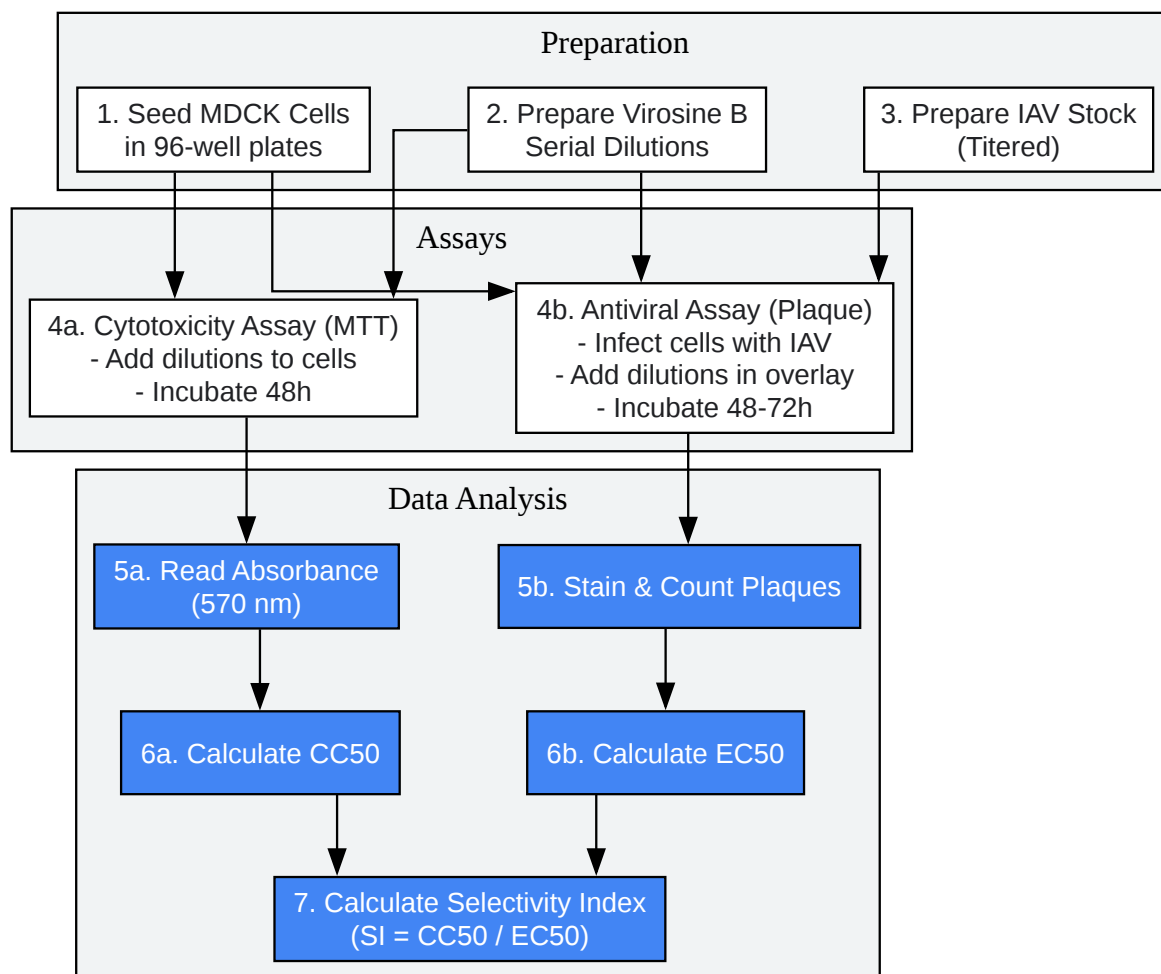 Preparation
1. Seed MDCK Cells
in 96-well plates
2. Prepare Virosine B
Serial Dilutions
3. Prepare IAV Stock
(Titered)
Assays
4a. Cytotoxicity Assay (MTT)
- Add dilutions to cells
- Incubate 48h
4b. Antiviral Assay (Plaque)
- Infect cells with IAV
- Add dilutions in overlay
- Incubate 48-72h
Data Analysis
5a. Read Absorbance
(570 nm)
5b. Stain & Count Plaques
6a. Calculate CC50
6b. Calculate EC50
7. Calculate Selectivity Index
(SI = CC50 / EC50)